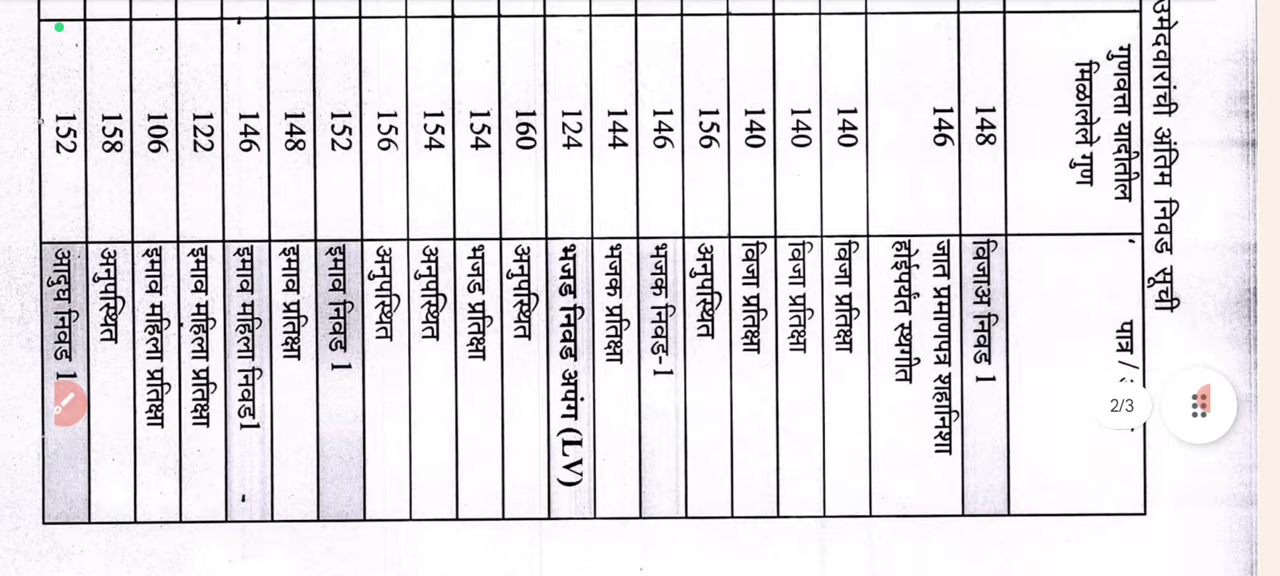 उमेदवारांची अंतिम निवड सूची
गुणवत्ता यादीतील
मिळालेले गुण
पात्र /
148 विजाअ निवड 1
146 जात प्रमाणपत्र शहानिशा
होईपर्यंत स्थगीत
140 विजा प्रतिक्षा
140 विजा प्रतिक्षा
140 विजा प्रतिक्षा
156 अनुपस्थित
146 भजक निवड-1
144 भजक प्रतिक्षा
124 भजड निवड अपंग (LV)
160 अनुपस्थित
154 भजड प्रतिक्षा
154 अनुपस्थित
156 अनुपस्थित
152 इमाव निवड 1
148 इमाव प्रतिक्षा
146 इमाव महिला निवड1 -
122 इमाव महिला प्रतिक्षा
106 इमाव महिला प्रतिक्षा
158 अनुपस्थित
152 आदुघ निवड 1
2/3